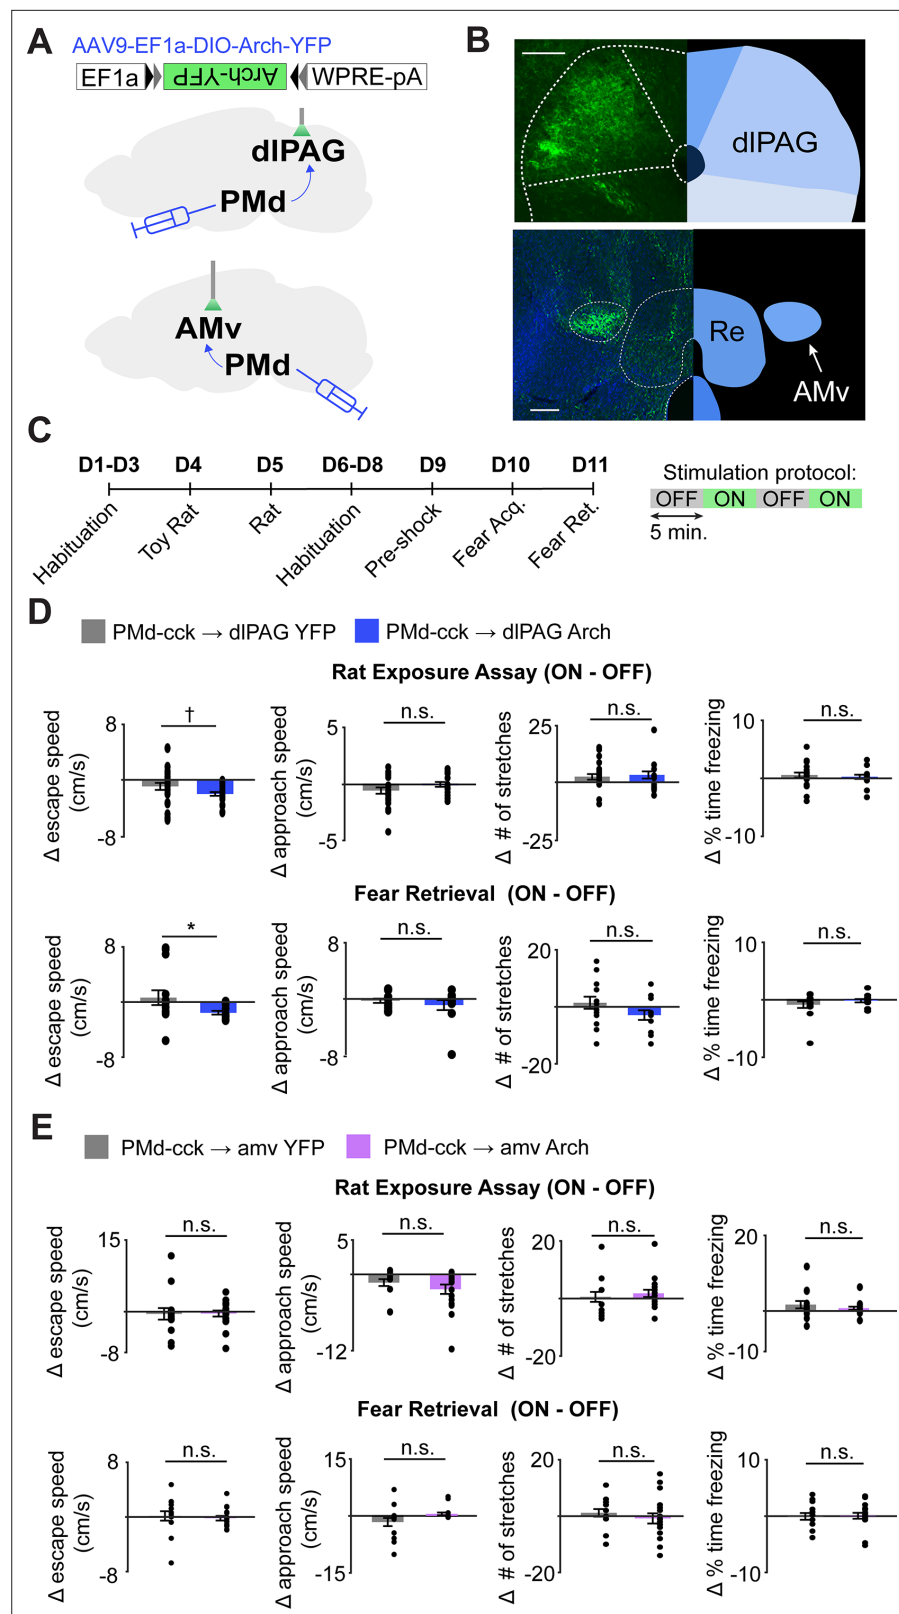 A
AAV9-EF1a-DIO-Arch-YFP
EF1a
Arch-YFP
WPRE-pA
dlPAG
PMd
AMv
PMd
B
dlPAG
Re
AMv
C
D1-D3 D4 D5 D6-D8 D9 D10 D11
Habituation Toy Rat Rat Habituation Pre-shock Fear Acq. Fear Ret.
Stimulation protocol:
OFF ON OFF ON
5 min.
D
PMd-cck → dlPAG YFP PMd-cck → dlPAG Arch
Rat Exposure Assay (ON - OFF)
Δ escape speed
(cm/s)
8
-8
†
Δ approach speed
(cm/s)
5
-5
n.s.
Δ # of stretches
25
-25
n.s.
Δ % time freezing
10
-10
n.s.
Fear Retrieval (ON - OFF)
Δ escape speed
(cm/s)
8
-8
*
Δ approach speed
(cm/s)
8
-8
n.s.
Δ # of stretches
20
-20
n.s.
Δ % time freezing
10
-10
n.s.
E
PMd-cck → amv YFP PMd-cck → amv Arch
Rat Exposure Assay (ON - OFF)
Δ escape speed
(cm/s)
15
-8
n.s.
Δ approach speed
(cm/s)
5
-12
n.s.
Δ # of stretches
20
-20
n.s.
Δ % time freezing
20
-10
n.s.
Fear Retrieval (ON - OFF)
Δ escape speed
(cm/s)
8
-8
n.s.
Δ approach speed
(cm/s)
15
-15
n.s.
Δ # of stretches
20
-20
n.s.
Δ % time freezing
10
-10
n.s.